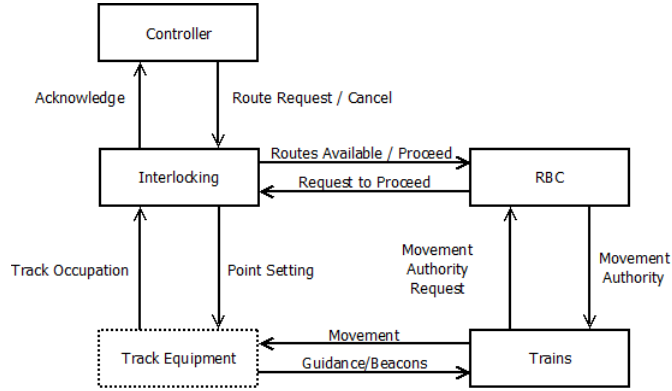 Controller
Acknowledge
Route Request / Cancel
Routes Available / Proceed
Interlocking
RBC
Request to Proceed
Track Occupation
Point Setting
Movement
Authority
Request
Movement
Authority
Movement
Track Equipment
Trains
Guidance/Beacons